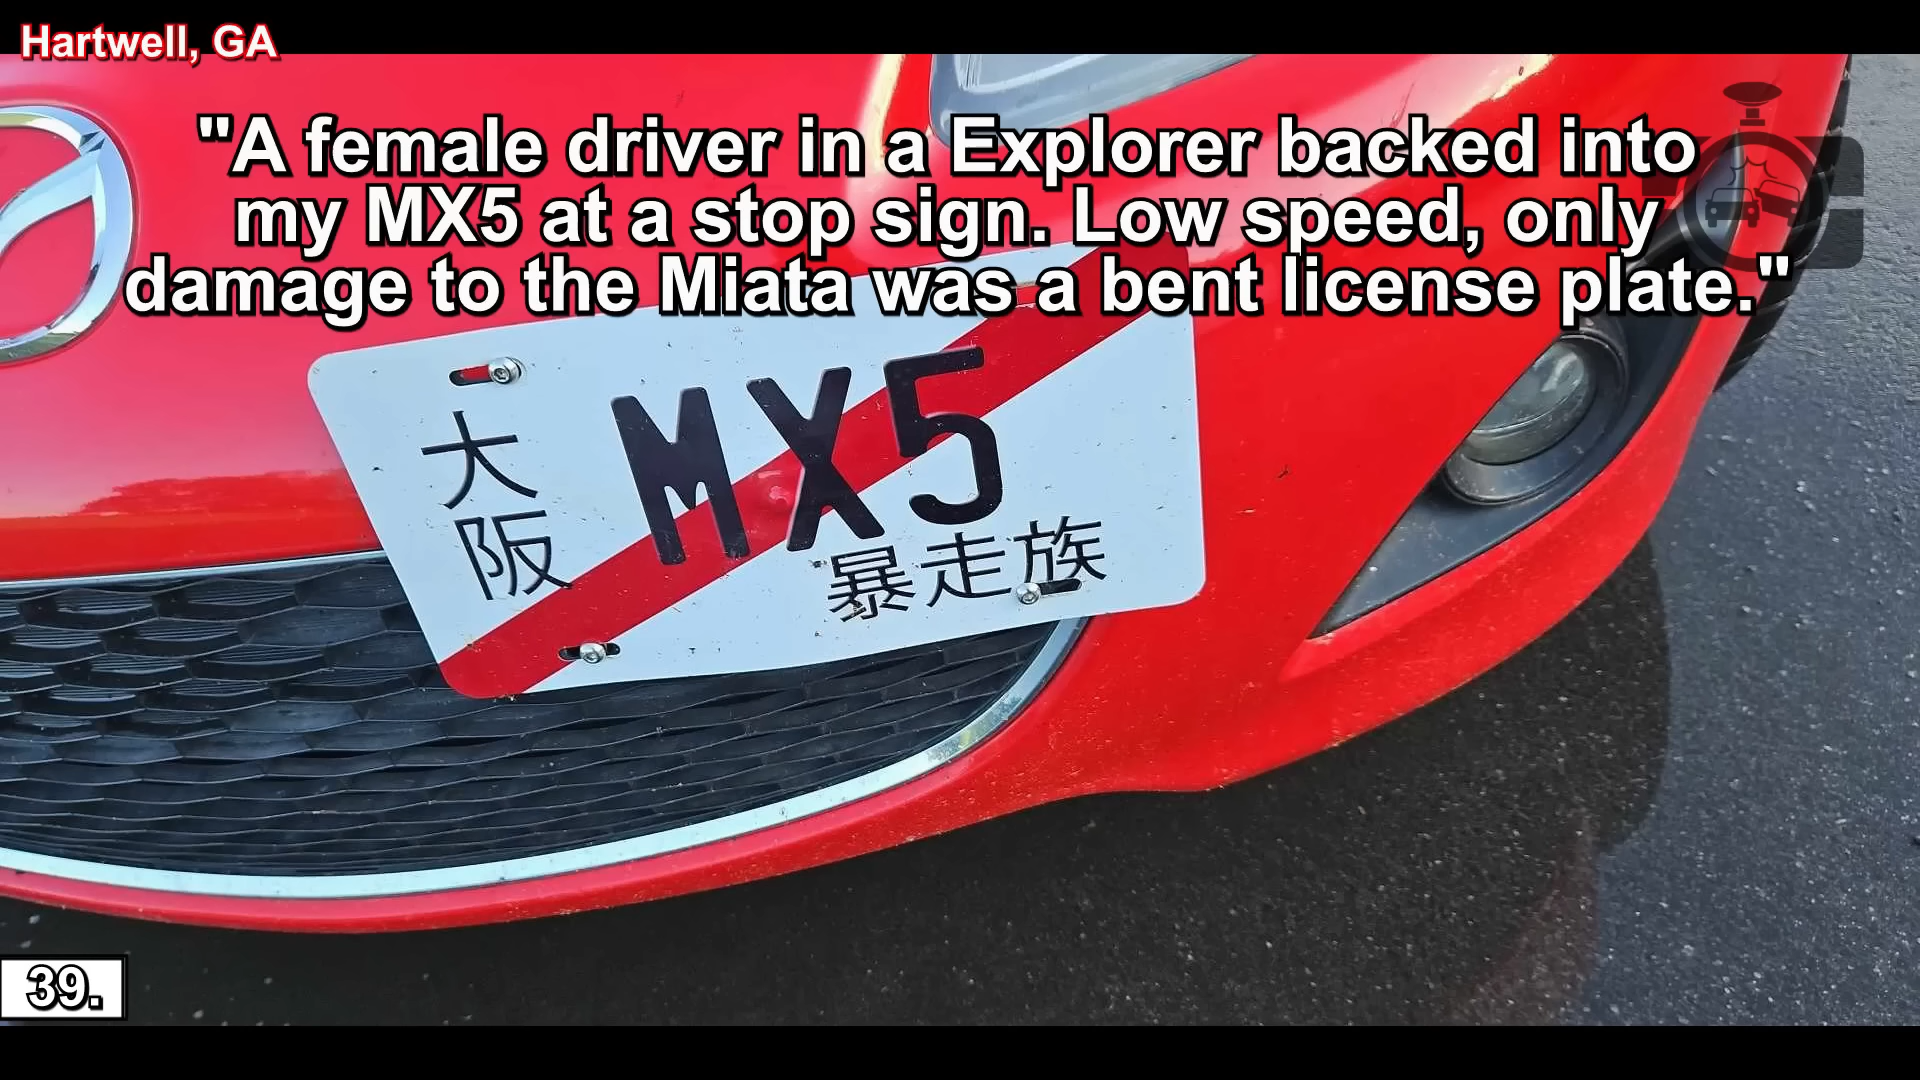 Hartwell, GA
"A female driver in a Explorer backed into
my MX5 at a stop sign. Low speed, only
damage to the Miata was a bent license plate."
大阪
MX5
暴走族
39.